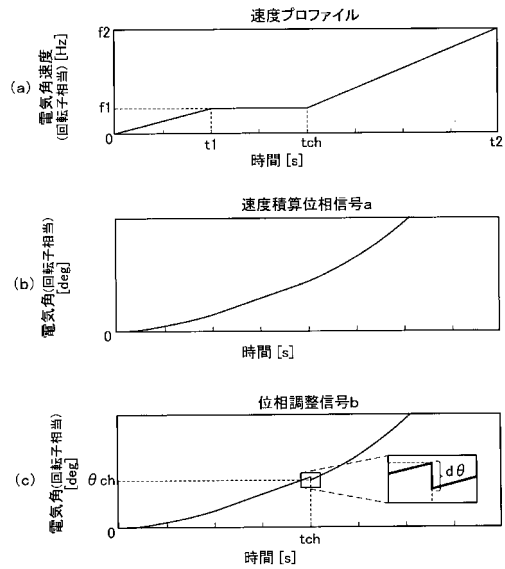 速度プロファイル
(a)
電気角速度
(回転子相当) [Hz]
f2
f1
0
t1
tch
t2
時間 [s]
速度積算位相信号a
(b)
電気角(回転子相当)
[deg]
0
時間 [s]
位相調整信号b
(c)
電気角(回転子相当)
[deg]
θch
0
dθ
tch
時間 [s]